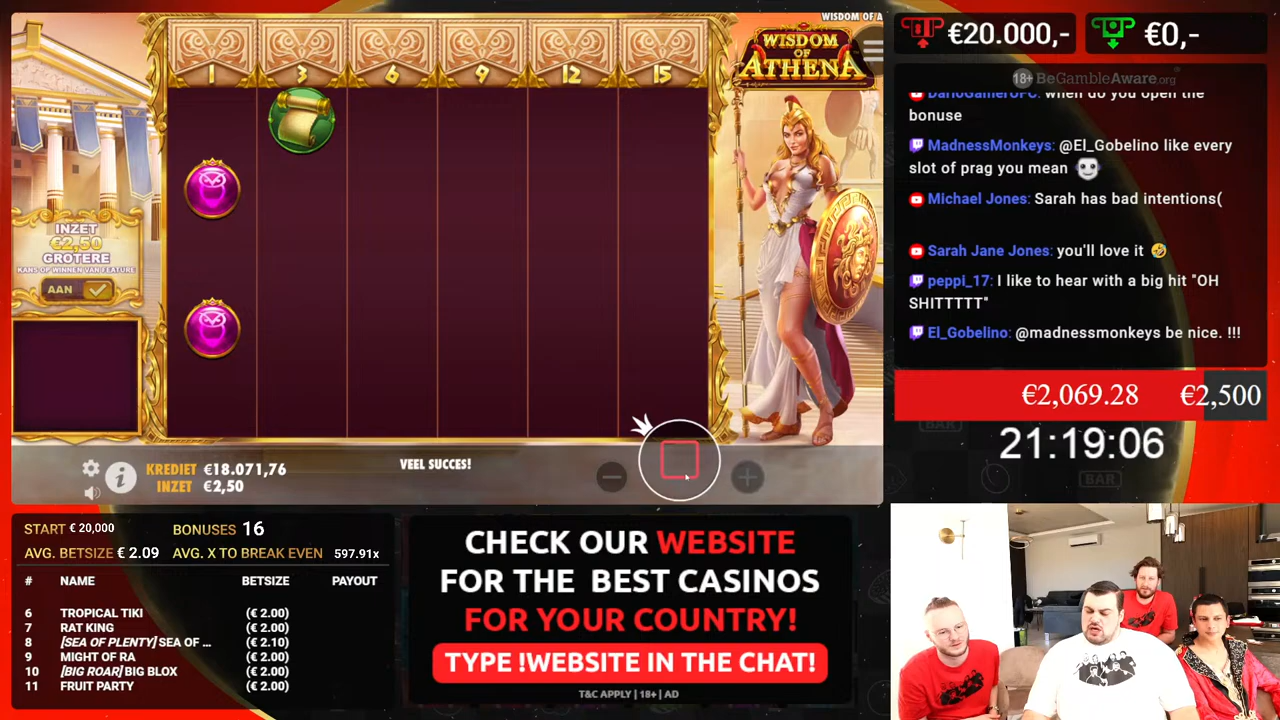 WISDOM OF A
1 3 6 9 12 15
WISDOM
OF
ATHENA
INZET
€2,50
GROTERE
KANS OP WINNEN VAN FEATURE
AAN
KREDIET €18.071,76
INZET €2,50
VEEL SUCCES!
€20.000,-
€0,-
18+ BeGambleAware.org
DarioGamerOFC: when do you open the
bonuse
MadnessMonkeys: @El_Gobelino like every
slot of prag you mean
Michael Jones: Sarah has bad intentions(
Sarah Jane Jones: you'll love it 🤣
peppi_17: I like to hear with a big hit "OH
SHITTTTT"
El_Gobelino: @madnessmonkeys be nice. !!!
€2,069.28 €2,500
BAR
21:19:06
BAR
START € 20,000 BONUSES 16
AVG. BETSIZE € 2.09 AVG. X TO BREAK EVEN 597.91x
# NAME BETSIZE PAYOUT
6 TROPICAL TIKI (€ 2.00)
7 RAT KING (€ 2.00)
8 [SEA OF PLENTY] SEA OF ... (€ 2.10)
9 MIGHT OF RA (€ 2.00)
10 [BIG ROAR] BIG BLOX (€ 2.00)
11 FRUIT PARTY (€ 2.00)
CHECK OUR WEBSITE
FOR THE BEST CASINOS
FOR YOUR COUNTRY!
TYPE !WEBSITE IN THE CHAT!
T&C APPLY | 18+ | AD